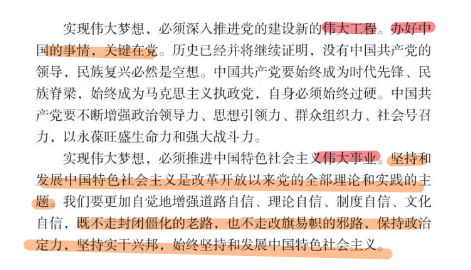 实现伟大梦想，必须深入推进党的建设新的伟大工程。办好中
国的事情，关键在党。历史已经并将继续证明，没有中国共产党的
领导，民族复兴必然是空想。中国共产党要始终成为时代先锋、民
族脊梁，始终成为马克思主义执政党，自身必须始终过硬。中国共
产党要不断增强政治领导力、思想引领力、群众组织力、社会号召
力，以永葆旺盛生命力和强大战斗力。
实现伟大梦想，必须推进中国特色社会主义伟大事业。坚持和
发展中国特色社会主义是改革开放以来党的全部理论和实践的主
题。我们要更加自觉地增强道路自信、理论自信、制度自信、文化
自信，既不走封闭僵化的老路，也不走改旗易帜的邪路，保持政治
定力，坚持实干兴邦，始终坚持和发展中国特色社会主义。